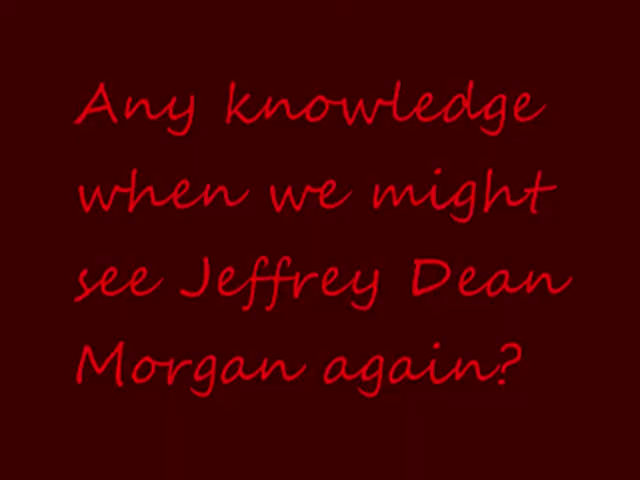 Any knowledge
when we might
see Jeffrey Dean
Morgan again?